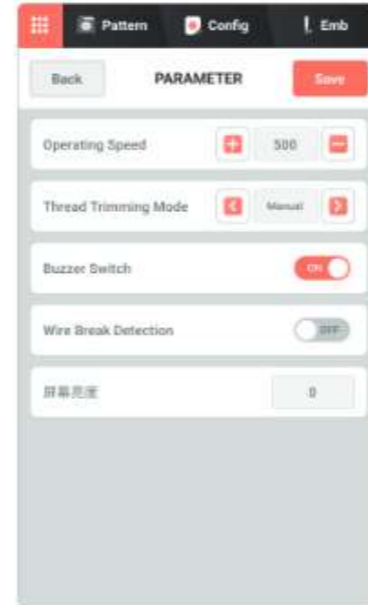 Pattern Config Emb
Back PARAMETER Save
Operating Speed + 500 −
Thread Trimming Mode < Manual >
Buzzer Switch ON
Wire Break Detection OFF
屏幕亮度 0